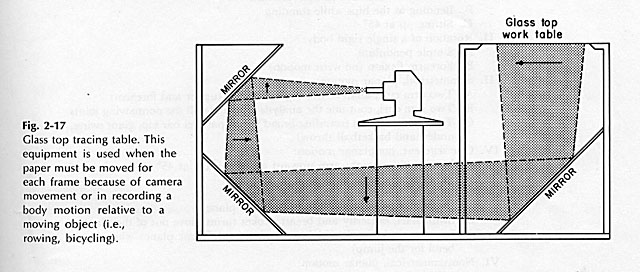 Glass top
work table
MIRROR
MIRROR
MIRROR
Fig. 2-17
Glass top tracing table. This
equipment is used when the
paper must be moved for
each frame because of camera
movement or in recording a
body motion relative to a
moving object (i.e.,
rowing, bicycling).